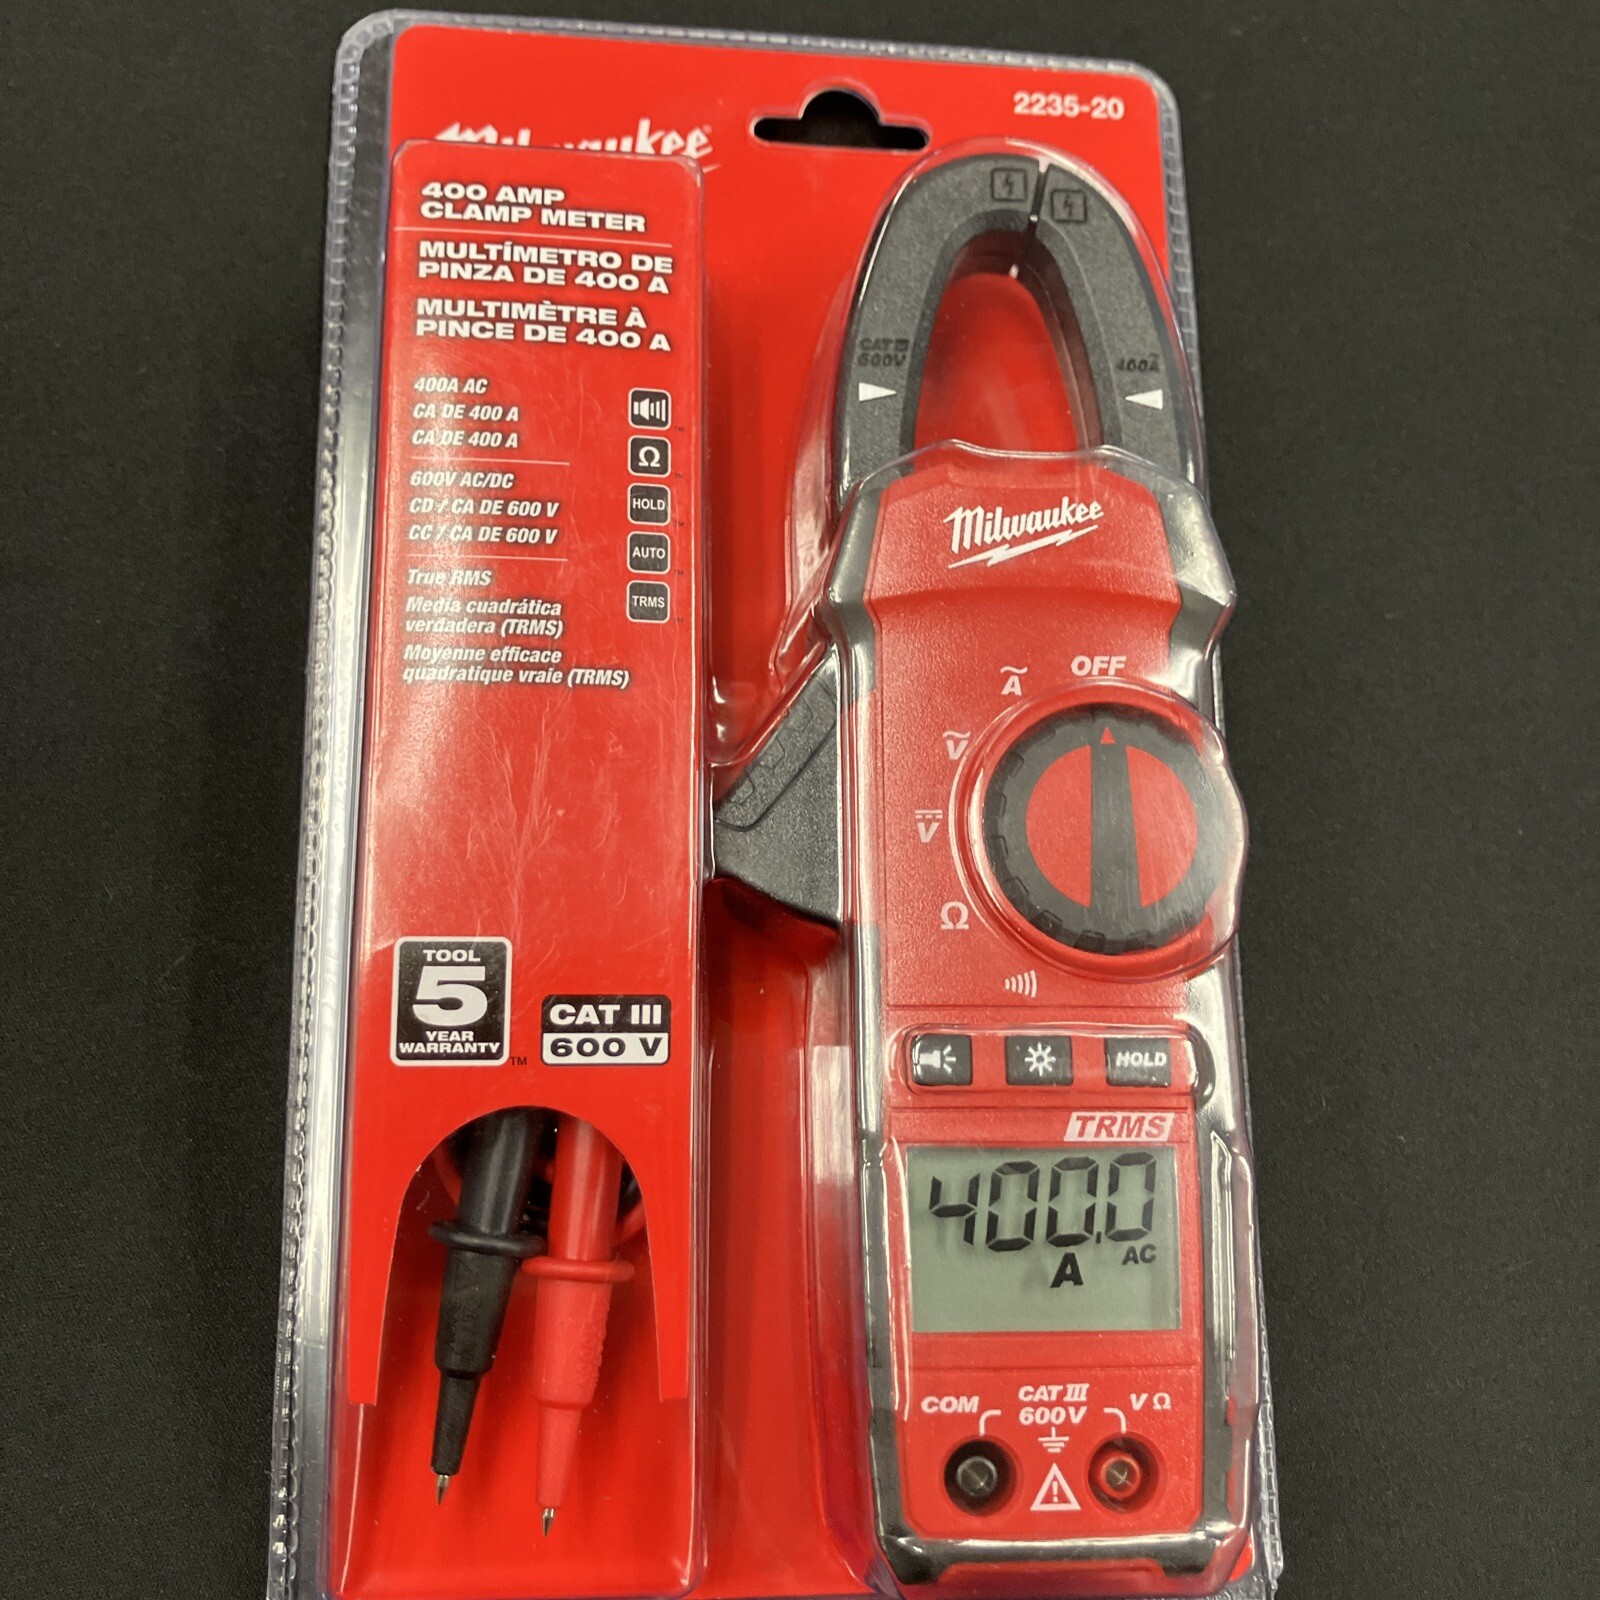 2235-20
Milwaukee
400 AMP
CLAMP METER
MULTÍMETRO DE
PINZA DE 400 A
MULTIMÈTRE À
PINCE DE 400 A
400A AC
CA DE 400 A
CA DE 400 A
600V AC/DC
CD / CA DE 600 V
CC / CA DE 600 V
True RMS
Media cuadrática
verdadera (TRMS)
Moyenne efficace
quadratique vraie (TRMS)
Ω
HOLD
AUTO
TRMS
TOOL
5
YEAR
WARRANTY™
CAT III
600 V
CAT III
600V
400A
Milwaukee
OFF
A
V
V
Ω
HOLD
TRMS
400.0
A AC
COM CAT III VΩ
600V